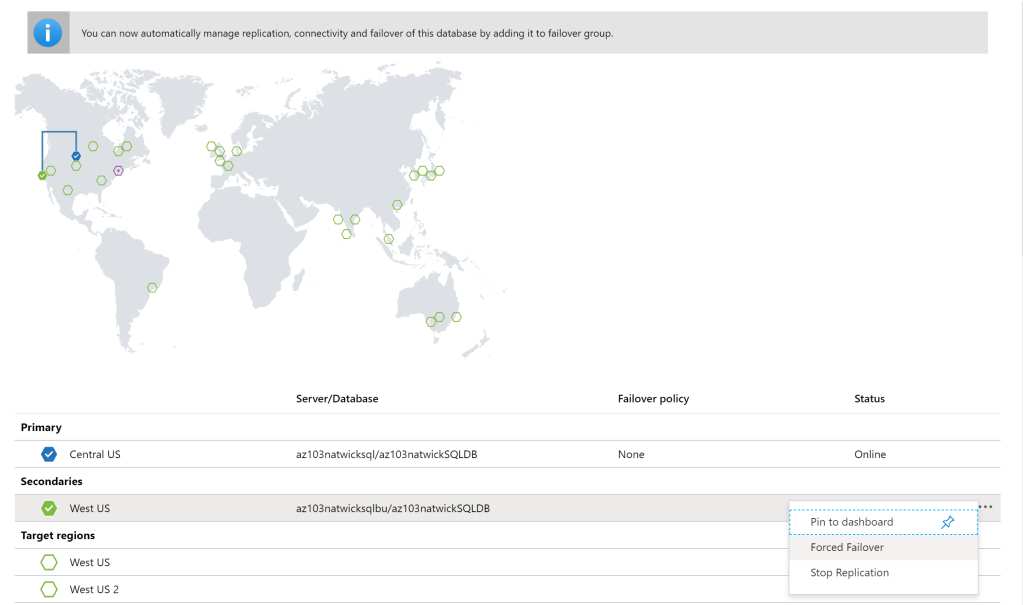 You can now automatically manage replication, connectivity and failover of this database by adding it to failover group.
Server/Database Failover policy Status
Primary
Central US az103natwicksql/az103natwickSQLDB None Online
Secondaries
West US az103natwicksqlbu/az103natwickSQLDB ...
Pin to dashboard
Target regions
Forced Failover
West US
Stop Replication
West US 2